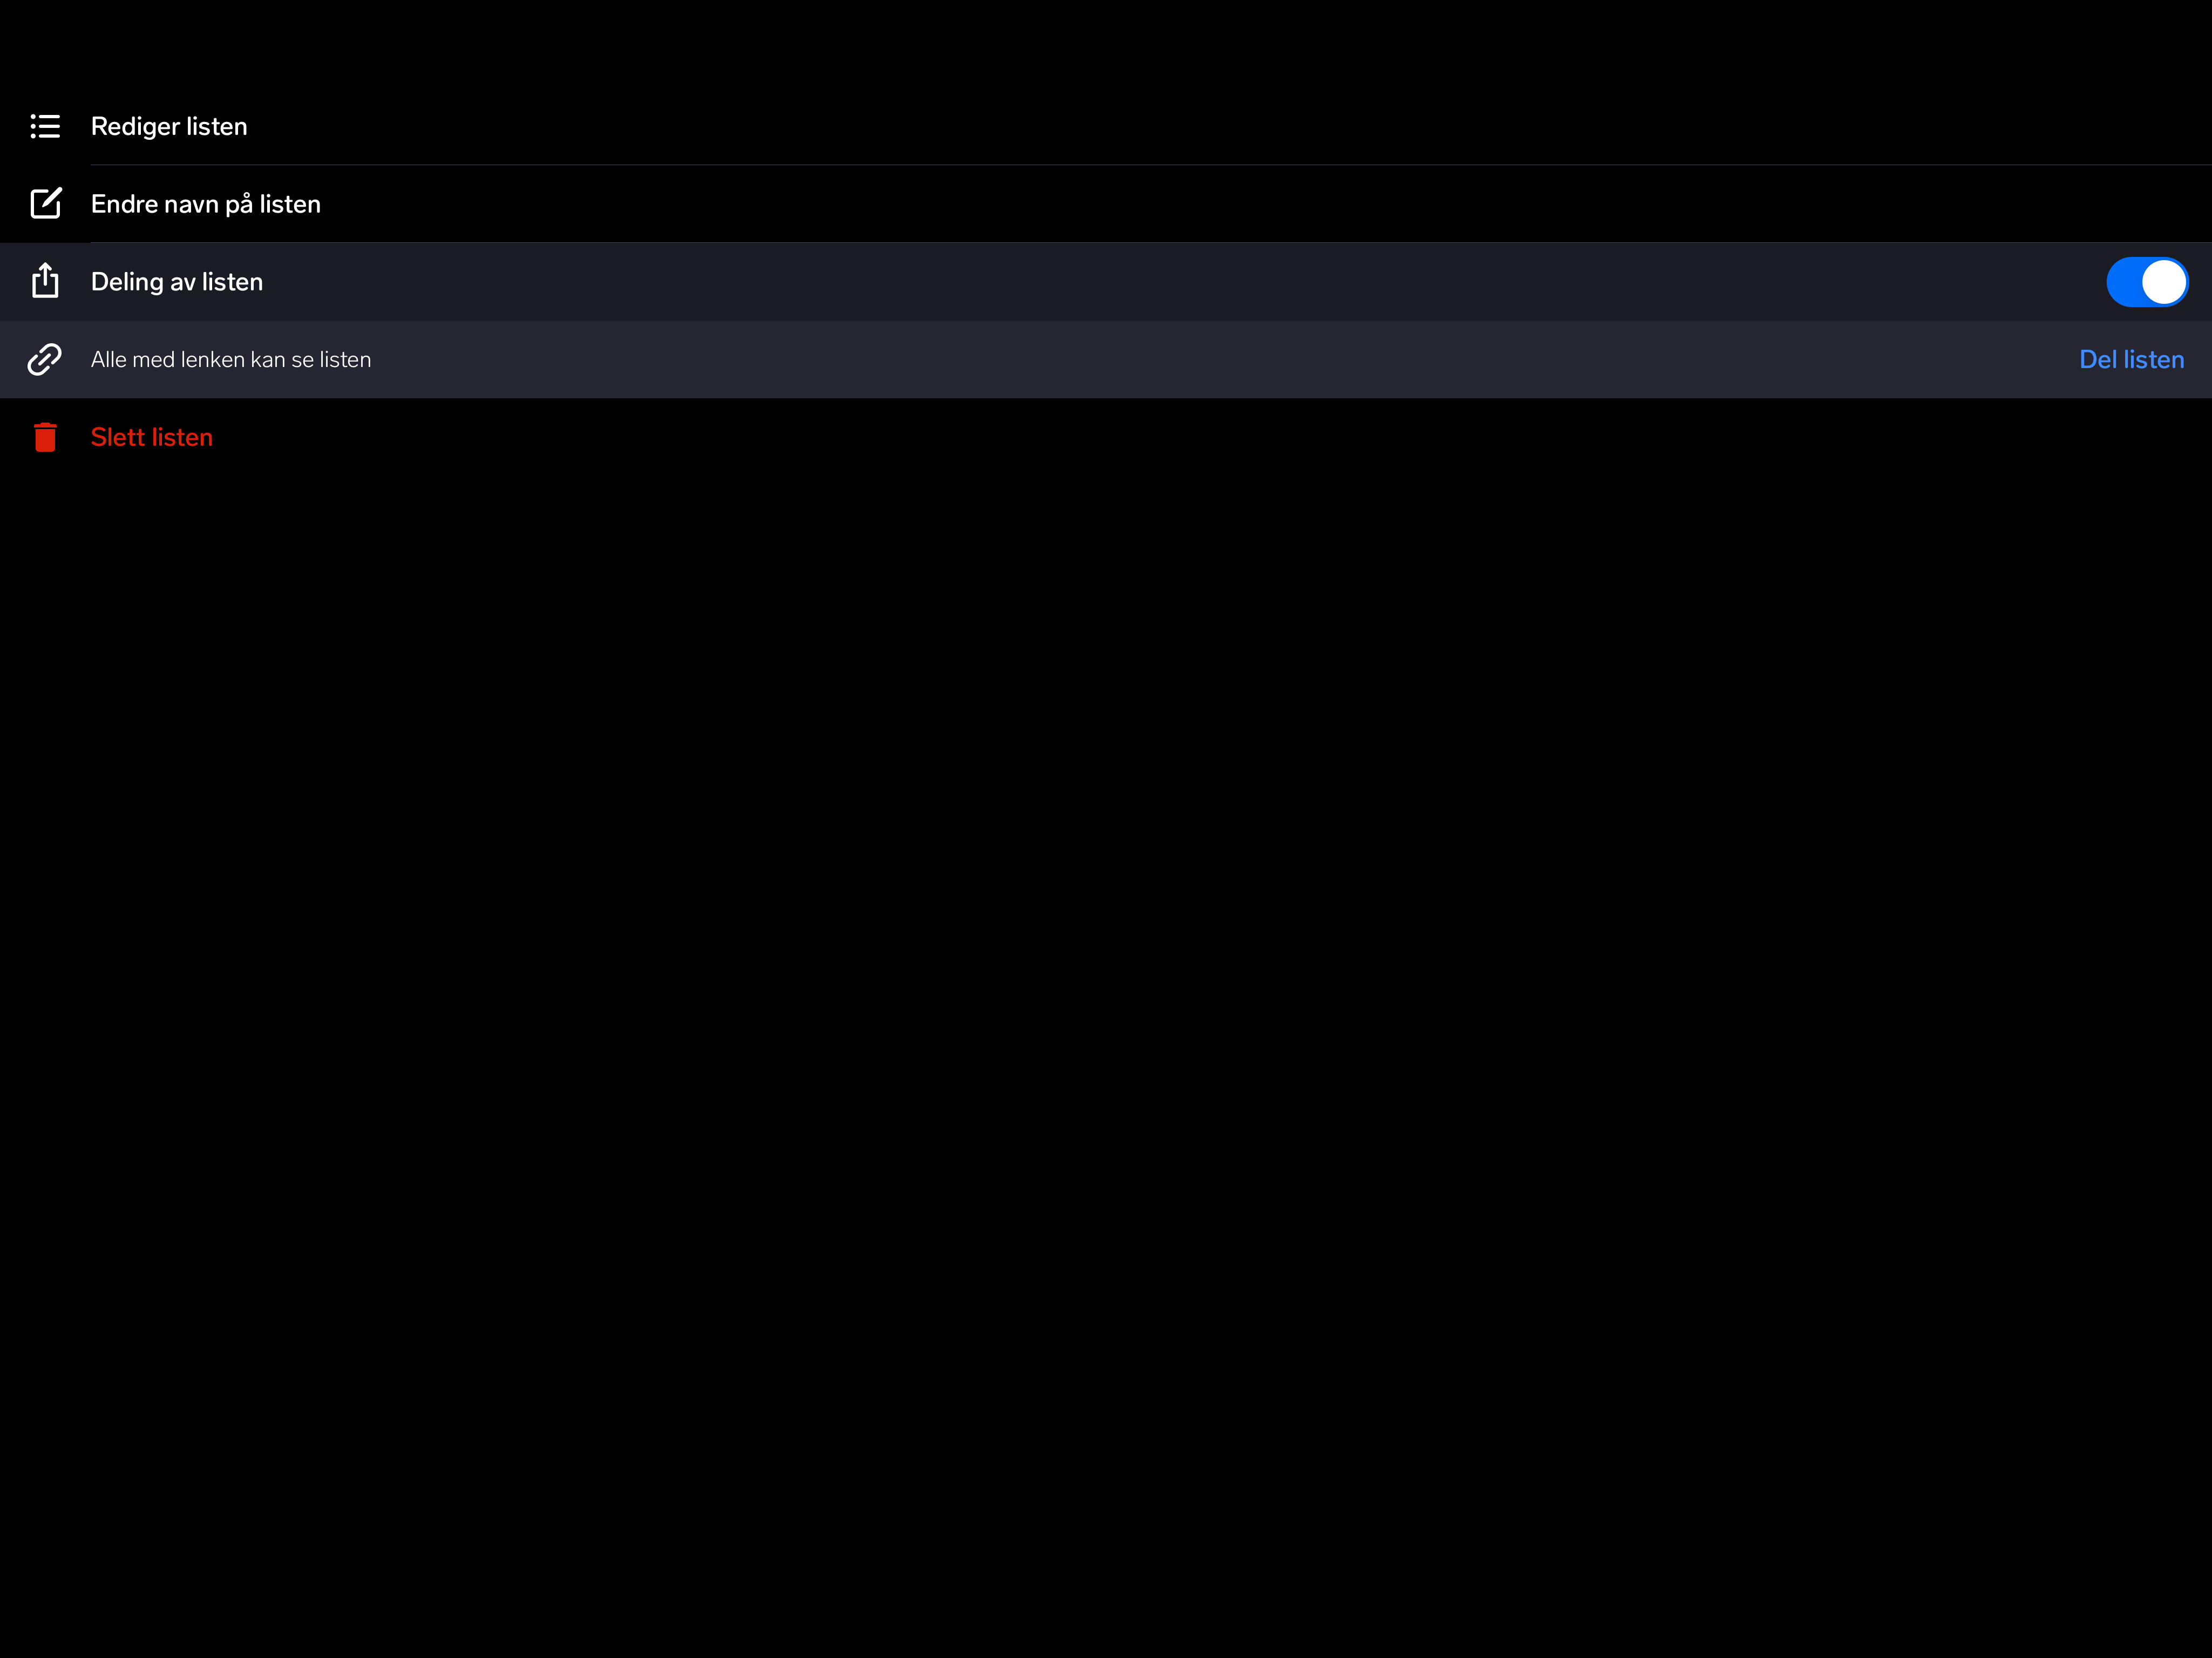 Rediger listen
Endre navn på listen
Deling av listen
Alle med lenken kan se listen
Del listen
Slett listen